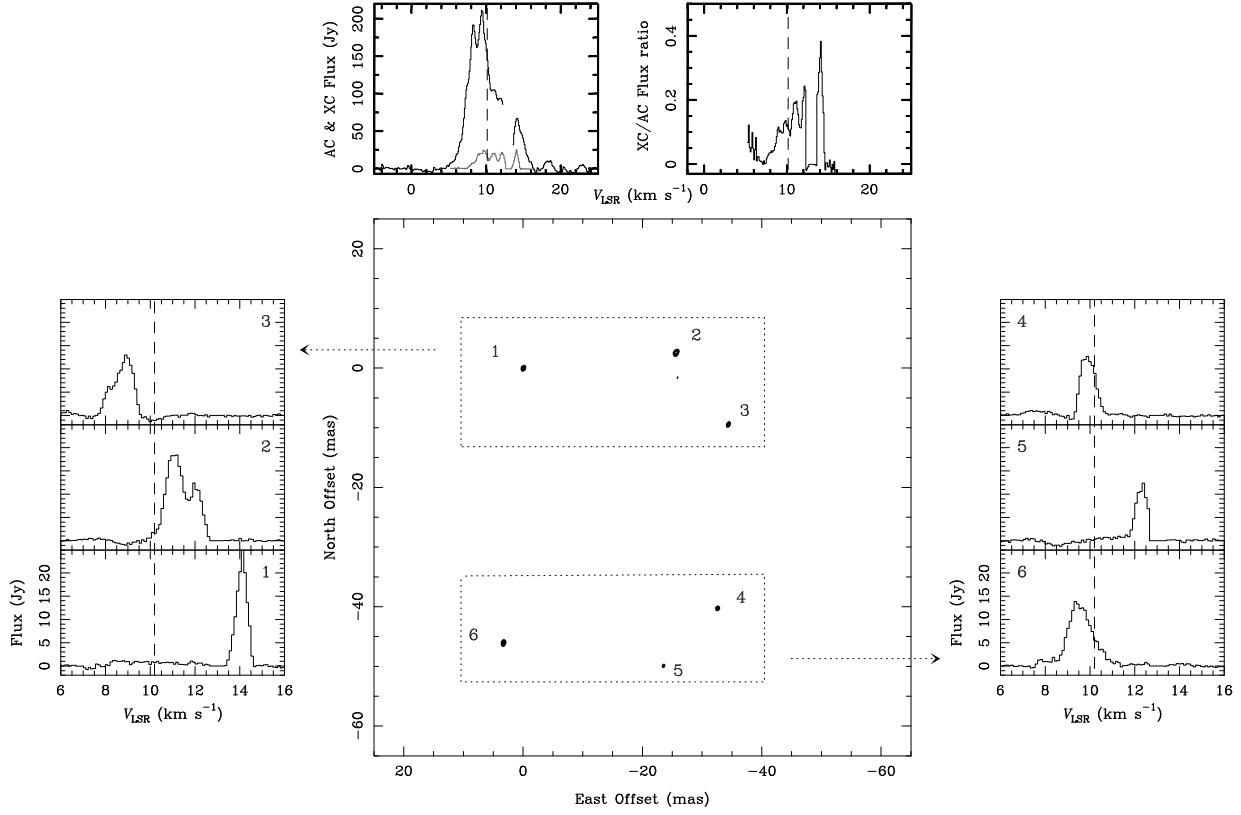 AC & XC Flux (Jy)
200
150
100
50
0
0 10 20
XC/AC Flux ratio
0.4
0.2
0
0 10 20
V_LSR (km s⁻¹)
3
2
1
Flux (Jy)
20
15
10
5
0
6 8 10 12 14 16
V_LSR (km s⁻¹)
North Offset (mas)
20
0
−20
−40
−60
1
2
3
4
5
6
20 0 −20 −40 −60
East Offset (mas)
4
5
6
Flux (Jy)
20
15
10
5
0
6 8 10 12 14 16
V_LSR (km s⁻¹)